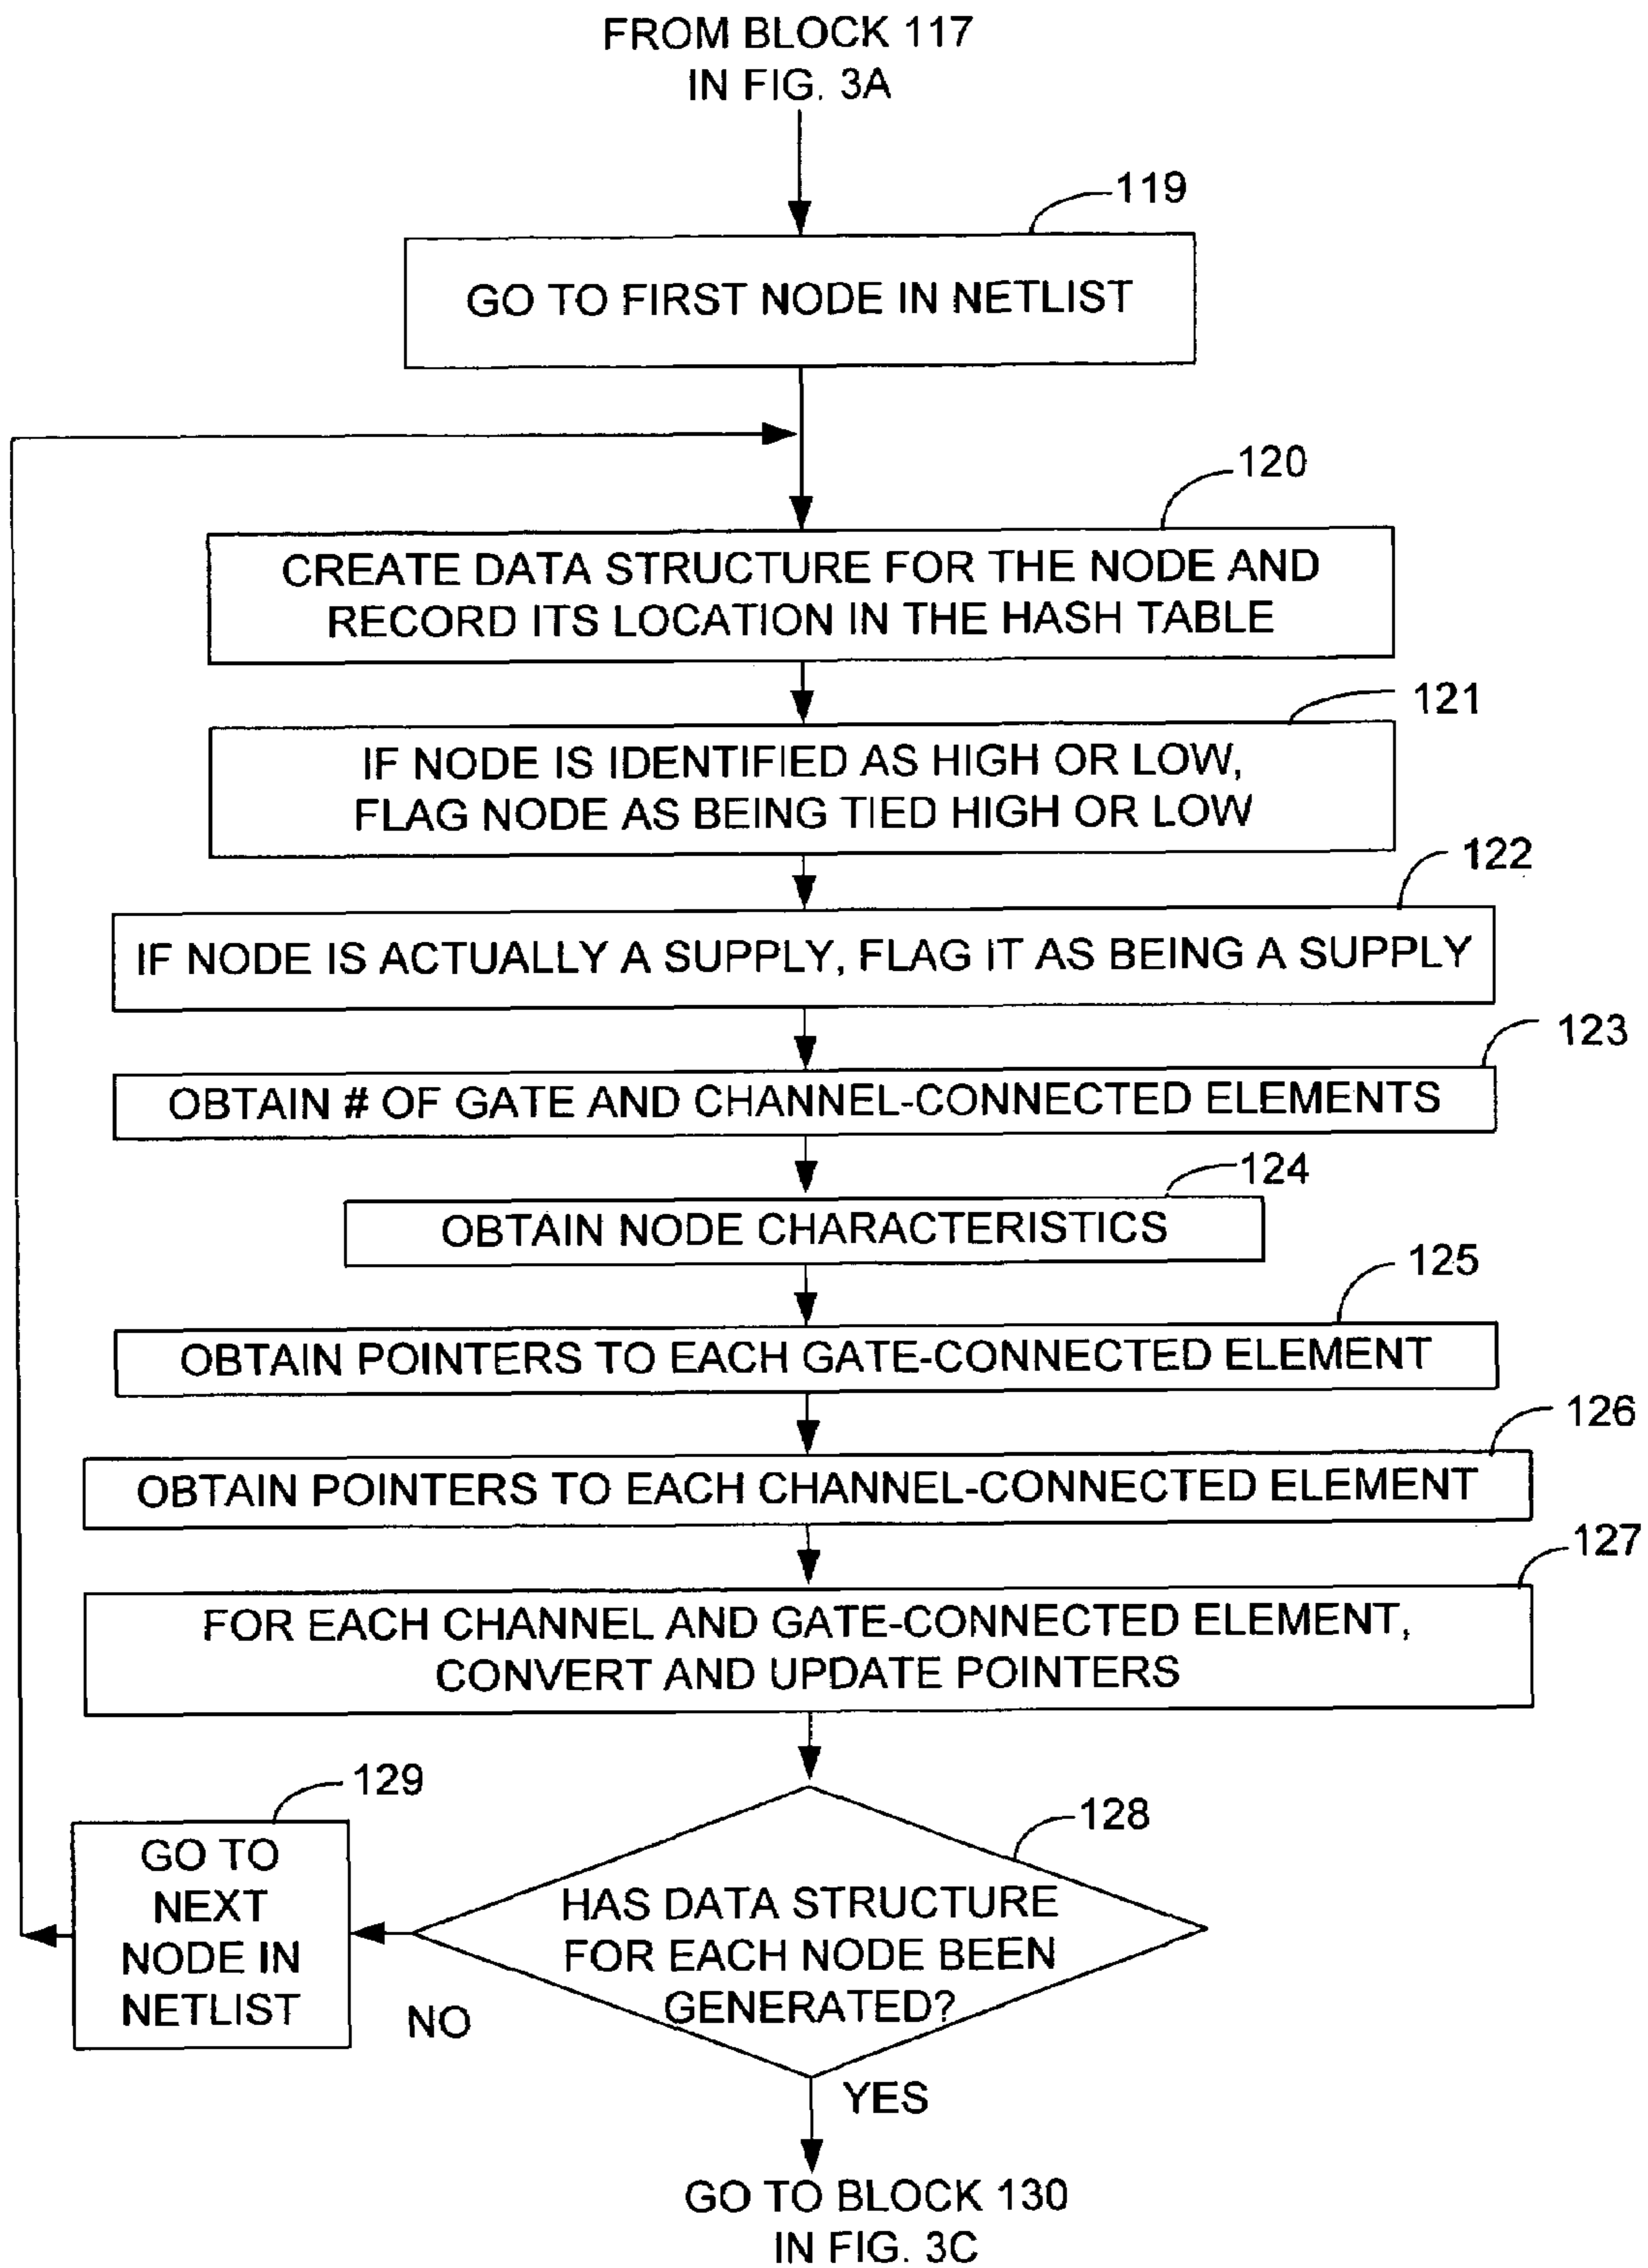 FROM BLOCK 117
IN FIG. 3A
119
GO TO FIRST NODE IN NETLIST
120
CREATE DATA STRUCTURE FOR THE NODE AND
RECORD ITS LOCATION IN THE HASH TABLE
121
IF NODE IS IDENTIFIED AS HIGH OR LOW,
FLAG NODE AS BEING TIED HIGH OR LOW
122
IF NODE IS ACTUALLY A SUPPLY, FLAG IT AS BEING A SUPPLY
123
OBTAIN # OF GATE AND CHANNEL-CONNECTED ELEMENTS
124
OBTAIN NODE CHARACTERISTICS
125
OBTAIN POINTERS TO EACH GATE-CONNECTED ELEMENT
126
OBTAIN POINTERS TO EACH CHANNEL-CONNECTED ELEMENT
127
FOR EACH CHANNEL AND GATE-CONNECTED ELEMENT,
CONVERT AND UPDATE POINTERS
128
HAS DATA STRUCTURE
FOR EACH NODE BEEN
GENERATED?
NO
129
GO TO
NEXT
NODE IN
NETLIST
YES
GO TO BLOCK 130
IN FIG. 3C